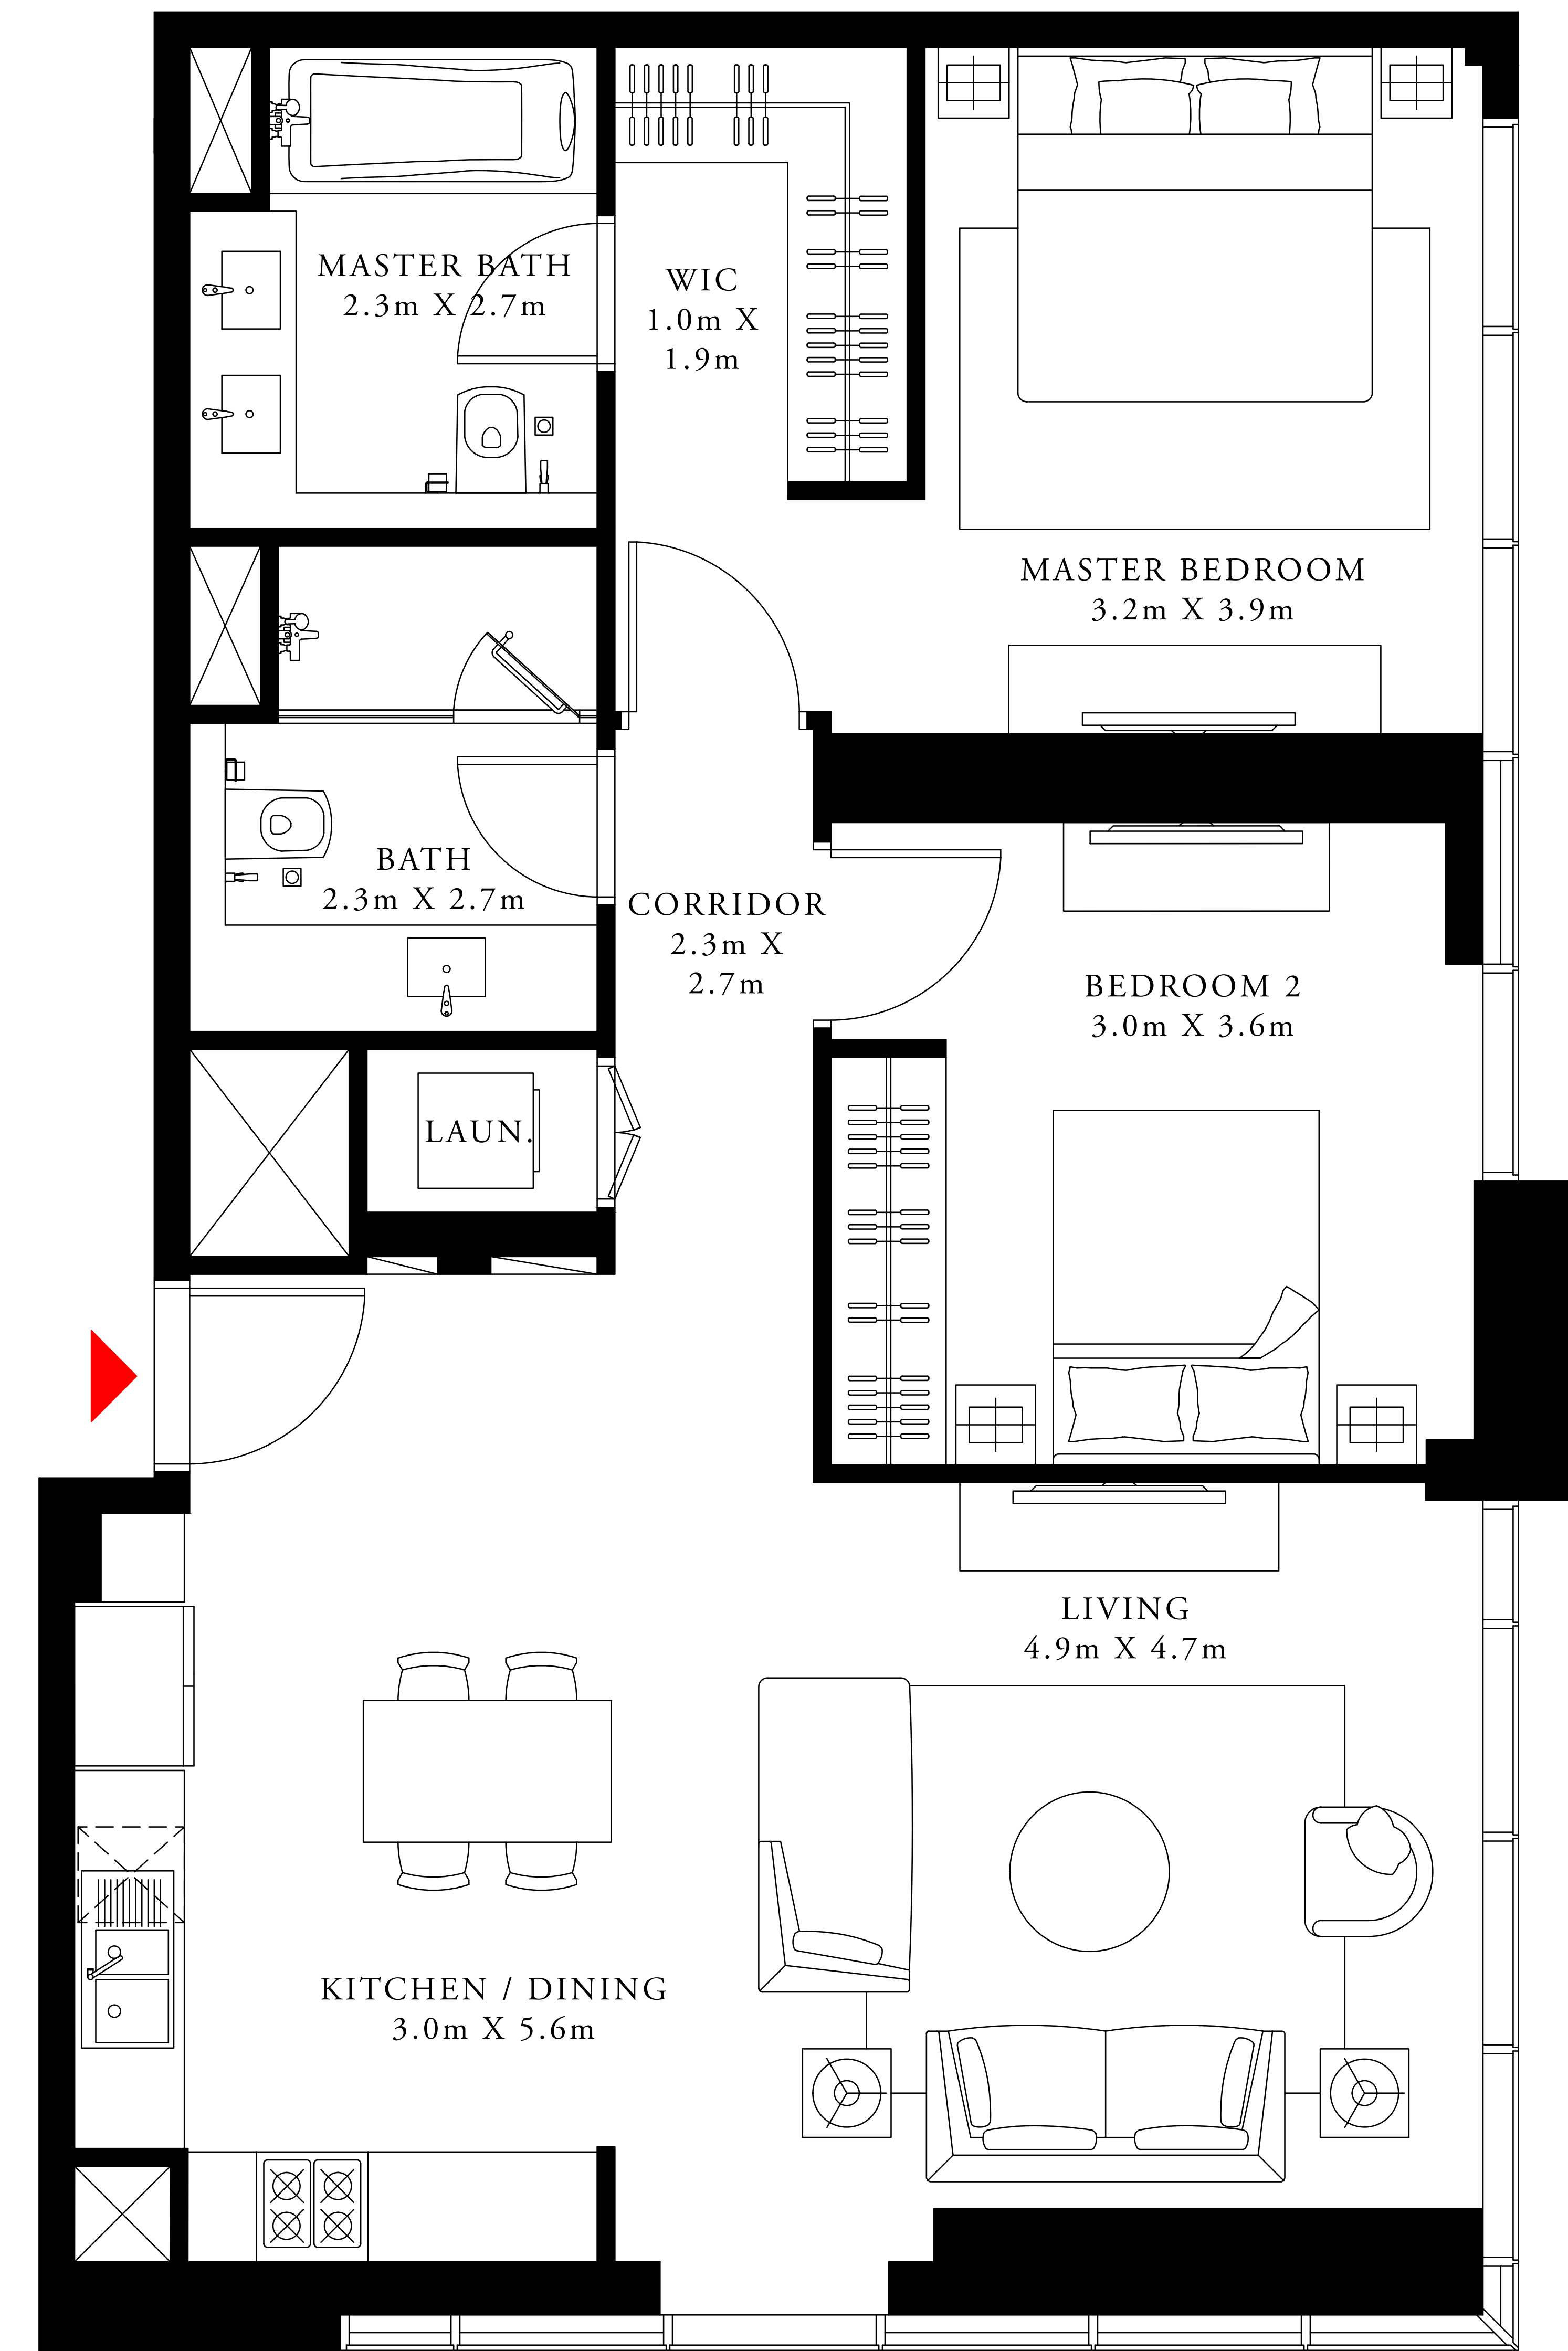 MASTER BATH
2.3m X 2.7m
WIC
1.0m X
1.9m
MASTER BEDROOM
3.2m X 3.9m
BATH
2.3m X 2.7m
CORRIDOR
2.3m X
2.7m
BEDROOM 2
3.0m X 3.6m
LAUN.
LIVING
4.9m X 4.7m
KITCHEN / DINING
3.0m X 5.6m